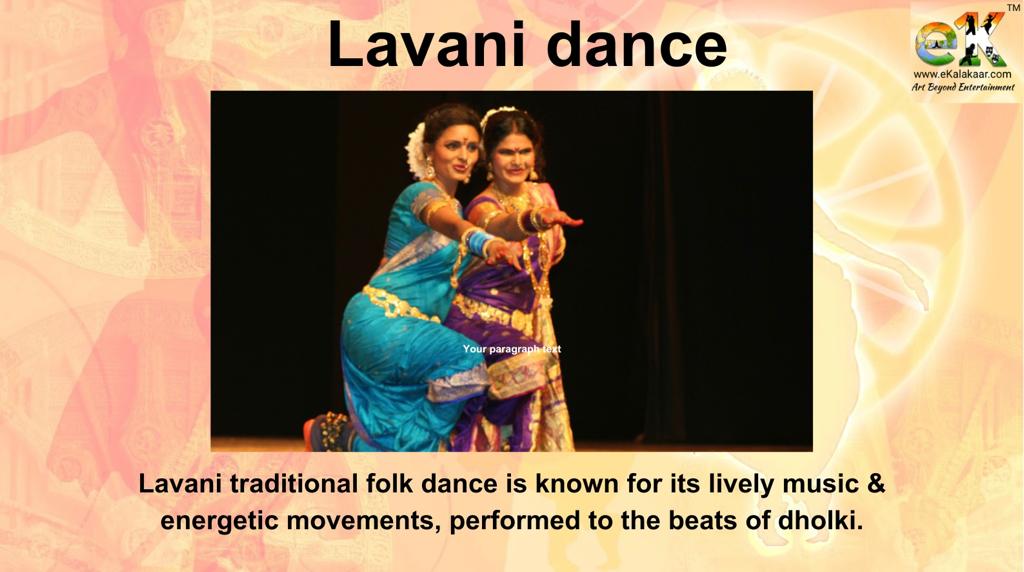 Lavani dance
TM
eK
www.eKalakaar.com
Art Beyond Entertainment
Your paragraph text
Lavani traditional folk dance is known for its lively music &
energetic movements, performed to the beats of dholki.